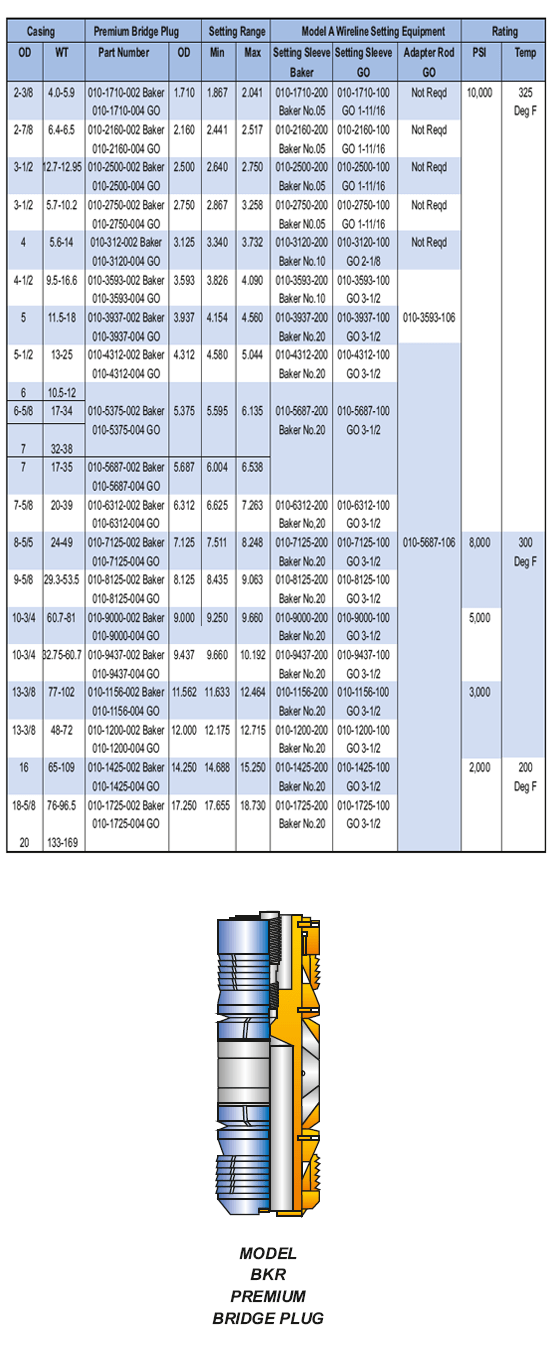 Casing Premium Bridge Plug Setting Range Model A Wireline Setting Equipment Rating
OD WT Part Number OD Min Max Setting Sleeve Setting Sleeve Adapter Rod PSI Temp
Baker GO GO
2-3/8 4.0-5.9 010-1710-002 Baker 1.710 1.867 2.041 010-1710-200 010-1710-100 Not Reqd 10,000 325
010-1710-004 GO Baker No.05 GO 1-11/16 Deg F
2-7/8 6.4-6.5 010-2160-002 Baker 2.160 2.441 2.517 010-2160-200 010-2160-100 Not Reqd
010-2160-004 GO Baker No.05 GO 1-11/16
3-1/2 12.7-12.95 010-2500-002 Baker 2.500 2.640 2.750 010-2500-200 010-2500-100 Not Reqd
010-2500-004 GO Baker No.05 GO 1-11/16
3-1/2 5.7-10.2 010-2750-002 Baker 2.750 2.867 3.258 010-2750-200 010-2750-100 Not Reqd
010-2750-004 GO Baker N0.05 GO 1-11/16
4 5.6-14 010-312-002 Baker 3.125 3.340 3.732 010-3120-200 010-3120-100 Not Reqd
010-3120-004 GO Baker No.10 GO 2-1/8
4-1/2 9.5-16.6 010-3593-002 Baker 3.593 3.826 4.090 010-3593-200 010-3593-100
010-3593-004 GO Baker No.10 GO 3-1/2
5 11.5-18 010-3937-002 Baker 3.937 4.154 4.560 010-3937-200 010-3937-100 010-3593-106
010-3937-004 GO Baker No.20 GO 3-1/2
5-1/2 13-25 010-4312-002 Baker 4.312 4.580 5.044 010-4312-200 010-4312-100
010-4312-004 GO Baker No.20 GO 3-1/2
6 10.5-12
6-5/8 17-34 010-5375-002 Baker 5.375 5.595 6.135 010-5687-200 010-5687-100
010-5375-004 GO Baker No.20 GO 3-1/2
7 32-38
7 17-35 010-5687-002 Baker 5.687 6.004 6.538
010-5687-004 GO
7-5/8 20-39 010-6312-002 Baker 6.312 6.625 7.263 010-6312-200 010-6312-100
010-6312-004 GO Baker No,20 GO 3-1/2
8-5/5 24-49 010-7125-002 Baker 7.125 7.511 8.248 010-7125-200 010-7125-100 010-5687-106 8,000 300
010-7125-004 GO Baker No.20 GO 3-1/2 Deg F
9-5/8 29.3-53.5 010-8125-002 Baker 8.125 8.435 9.063 010-8125-200 010-8125-100
010-8125-004 GO Baker No.20 GO 3-1/2
10-3/4 60.7-81 010-9000-002 Baker 9.000 9.250 9.660 010-9000-200 010-9000-100 5,000
010-9000-004 GO Baker No.20 GO 3-1/2
10-3/4 32.75-60.7 010-9437-002 Baker 9.437 9.660 10.192 010-9437-200 010-9437-100
010-9437-004 GO Baker No.20 GO 3-1/2
13-3/8 77-102 010-1156-002 Baker 11.562 11.633 12.464 010-1156-200 010-1156-100 3,000
010-1156-004 GO Baker No.20 GO 3-1/2
13-3/8 48-72 010-1200-002 Baker 12.000 12.175 12.715 010-1200-200 010-1200-100
010-1200-004 GO Baker No.20 GO 3-1/2
16 65-109 010-1425-002 Baker 14.250 14.688 15.250 010-1425-200 010-1425-100 2,000 200
010-1425-004 GO Baker No.20 GO 3-1/2 Deg F
18-5/8 76-96.5 010-1725-002 Baker 17.250 17.655 18.730 010-1725-200 010-1725-100
010-1725-004 GO Baker No.20 GO 3-1/2
20 133-169
MODEL
BKR
PREMIUM
BRIDGE PLUG